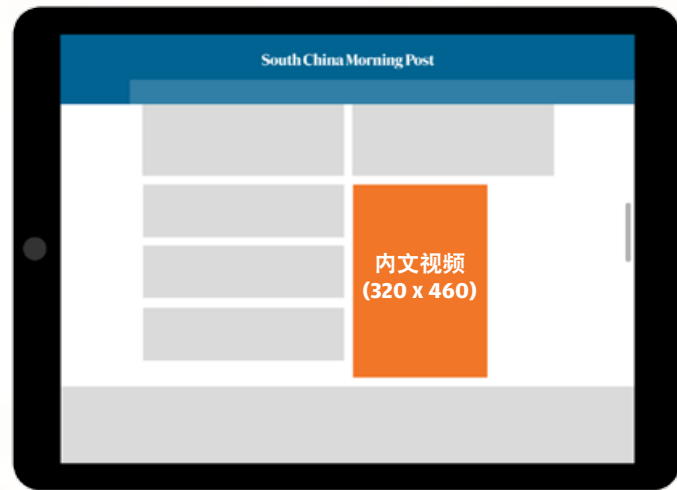 South China Morning Post
内文视频
(320 x 460)